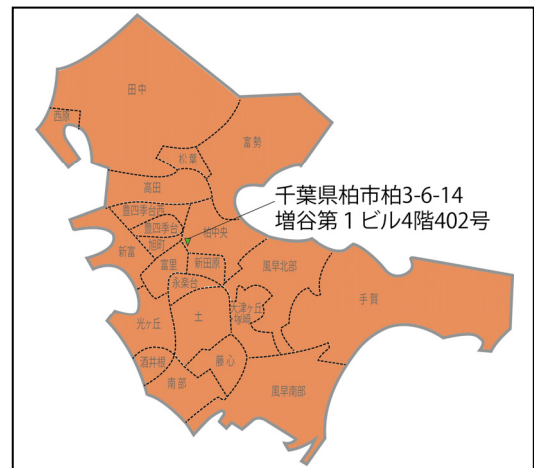 田中
西原
富勢
松葉
高田
千葉県柏市柏3-6-14
増谷第1ビル4階402号
豊四季台西
豊四季台
柏中央
旭町
新富
富里
新田原
風早北部
永楽台
手賀
大津ヶ丘
塚崎
土
光ヶ丘
酒井根
藤心
南部
風早南部